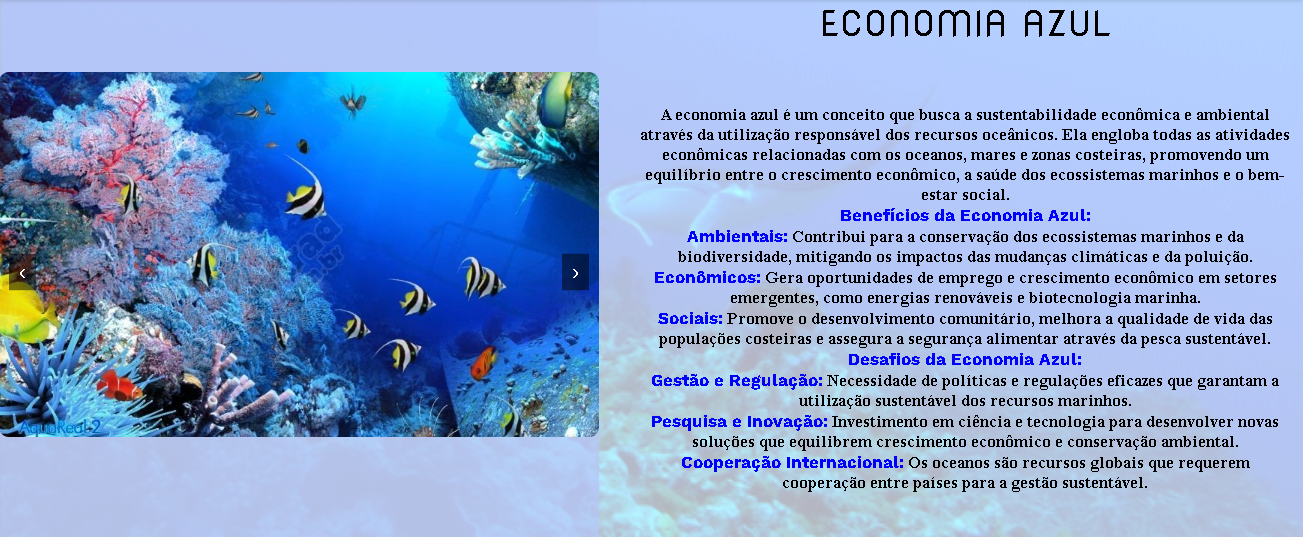 ECONOMIA AZUL
A economia azul é um conceito que busca a sustentabilidade econômica e ambiental
através da utilização responsável dos recursos oceânicos. Ela engloba todas as atividades
econômicas relacionadas com os oceanos, mares e zonas costeiras, promovendo um
equilíbrio entre o crescimento econômico, a saúde dos ecossistemas marinhos e o bem-
estar social.
Benefícios da Economia Azul:
Ambientais: Contribui para a conservação dos ecossistemas marinhos e da
biodiversidade, mitigando os impactos das mudanças climáticas e da poluição.
Econômicos: Gera oportunidades de emprego e crescimento econômico em setores
emergentes, como energias renováveis e biotecnologia marinha.
Sociais: Promove o desenvolvimento comunitário, melhora a qualidade de vida das
populações costeiras e assegura a segurança alimentar através da pesca sustentável.
Desafios da Economia Azul:
Gestão e Regulação: Necessidade de políticas e regulações eficazes que garantam a
utilização sustentável dos recursos marinhos.
Pesquisa e Inovação: Investimento em ciência e tecnologia para desenvolver novas
soluções que equilibrem crescimento econômico e conservação ambiental.
Cooperação Internacional: Os oceanos são recursos globais que requerem
cooperação entre países para a gestão sustentável.
AquaReal 2